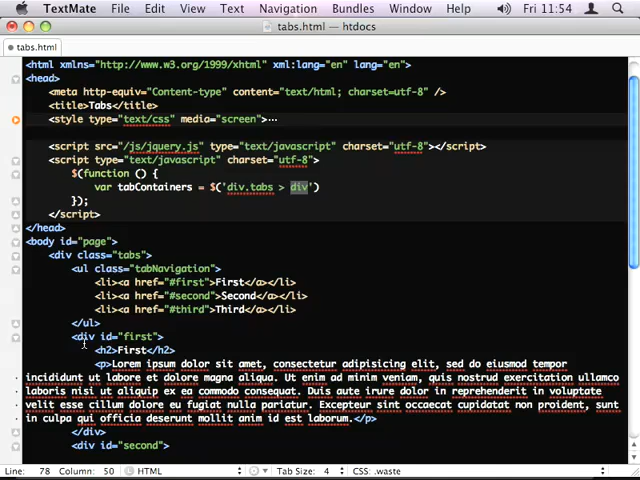 TextMate File Edit View Text Navigation Bundles Window Help Fri 11:54
tabs.html — htdocs
tabs.html
<html xmlns="http://www.w3.org/1999/xhtml" xml:lang="en" lang="en">
<head>
<meta http-equiv="Content-type" content="text/html; charset=utf-8" />
<title>Tabs</title>
<style type="text/css" media="screen">⋯
<script src="/js/jquery.js" type="text/javascript" charset="utf-8"></script>
<script type="text/javascript" charset="utf-8">
$(function () {
var tabContainers = $('div.tabs > div')
});
</script>
</head>
<body id="page">
<div class="tabs">
<ul class="tabNavigation">
<li><a href="#first">First</a></li>
<li><a href="#second">Second</a></li>
<li><a href="#third">Third</a></li>
</ul>
<div id="first">
<h2>First</h2>
<p>Lorem ipsum dolor sit amet, consectetur adipisicing elit, sed do eiusmod tempor
incididunt ut labore et dolore magna aliqua. Ut enim ad minim veniam, quis nostrud exercitation ullamco
laboris nisi ut aliquip ex ea commodo consequat. Duis aute irure dolor in reprehenderit in voluptate
velit esse cillum dolore eu fugiat nulla pariatur. Excepteur sint occaecat cupidatat non proident, sunt
in culpa qui officia deserunt mollit anim id est laborum.</p>
</div>
<div id="second">
Line: 78 Column: 50 HTML Tab Size: 4 CSS: .waste